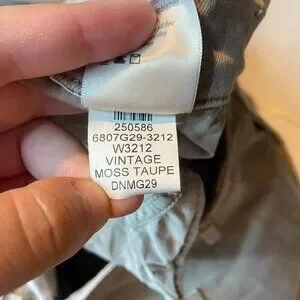 250586
6807G29-3212
W3212
VINTAGE
MOSS TAUPE
DNMG29